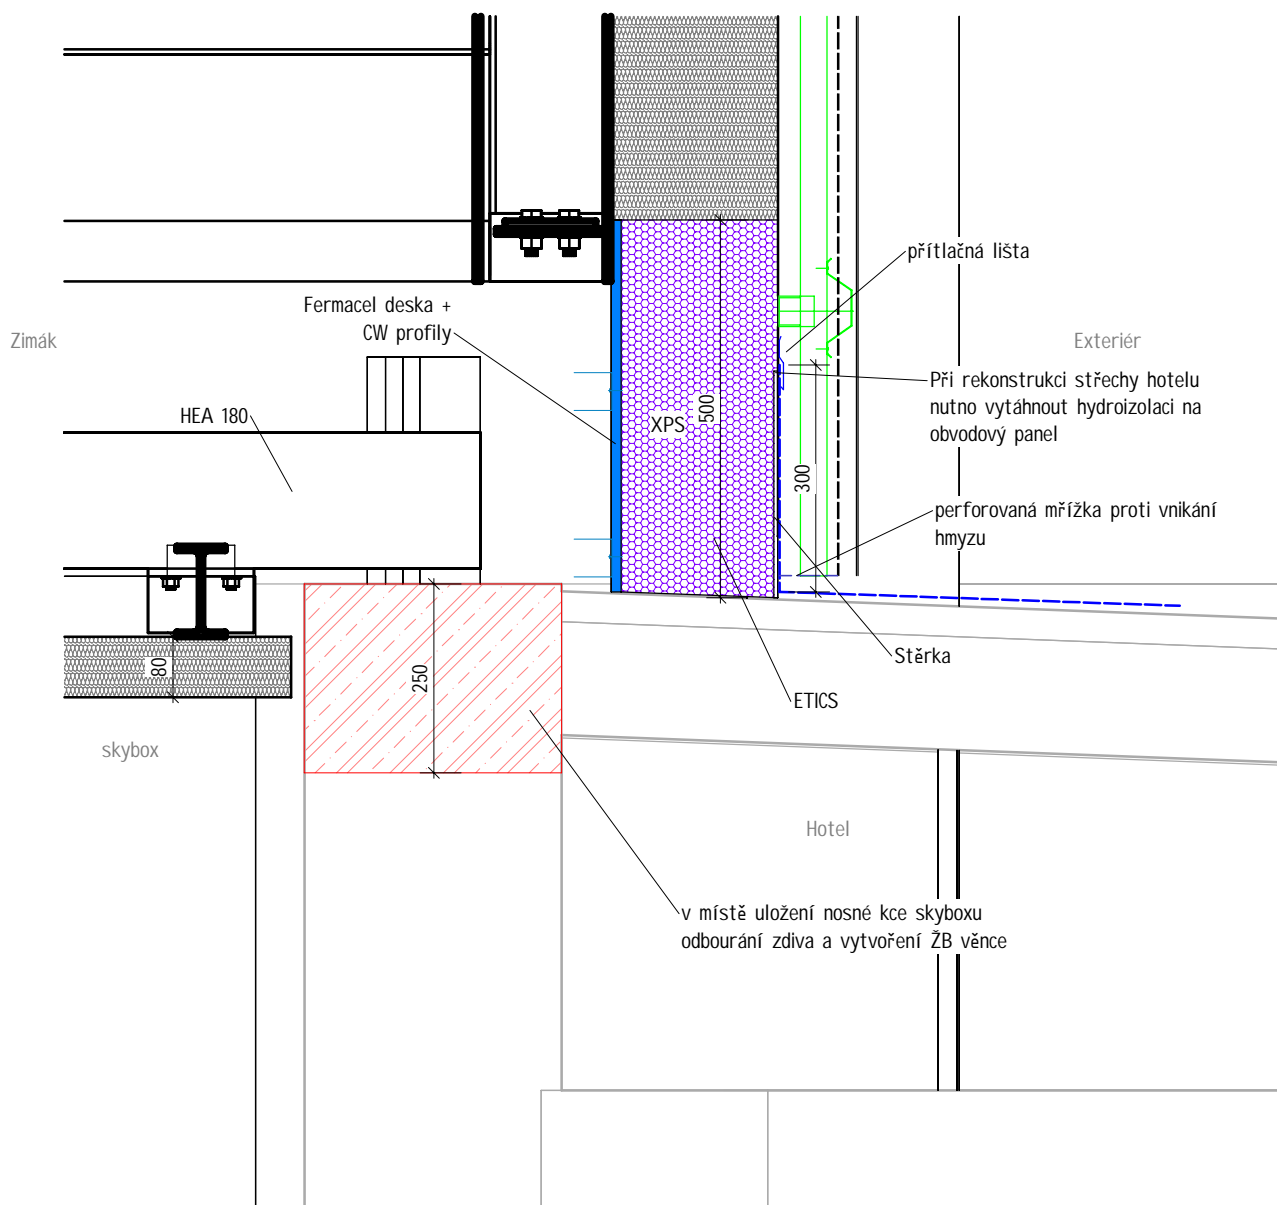 přítlačná lišta
Fermacel deska +
CW profily
Zimák
Exteriér
Při rekonstrukci střechy hotelu
nutno vytáhnout hydroizolaci na
obvodový panel
HEA 180
XPS
500
300
perforovaná mřížka proti vnikání
hmyzu
Stěrka
80
250
ETICS
skybox
Hotel
v místě uložení nosné kce skyboxu
odbourání zdiva a vytvoření ŽB věnce